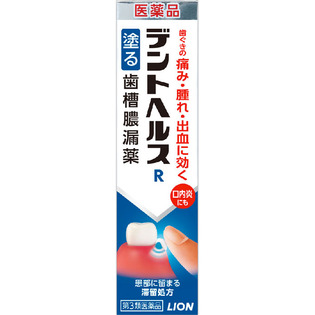 医薬品
歯ぐきの痛み・腫れ・出血に効く
デントヘルスR
塗る
歯槽膿漏薬
口内炎
にも
患部に留まる
滞留処方
第3類医薬品
LION